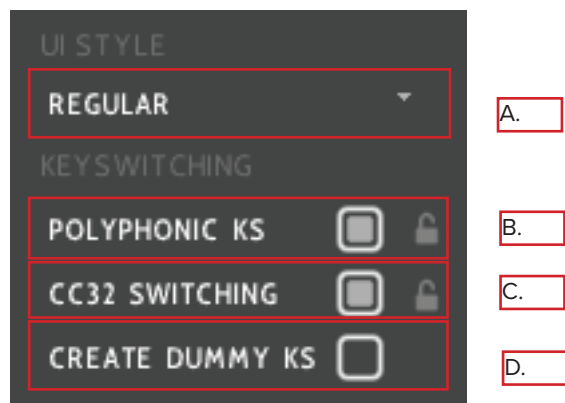 UI STYLE
REGULAR
A.
KEYSWITCHING
POLYPHONIC KS
B.
CC32 SWITCHING
C.
CREATE DUMMY KS
D.